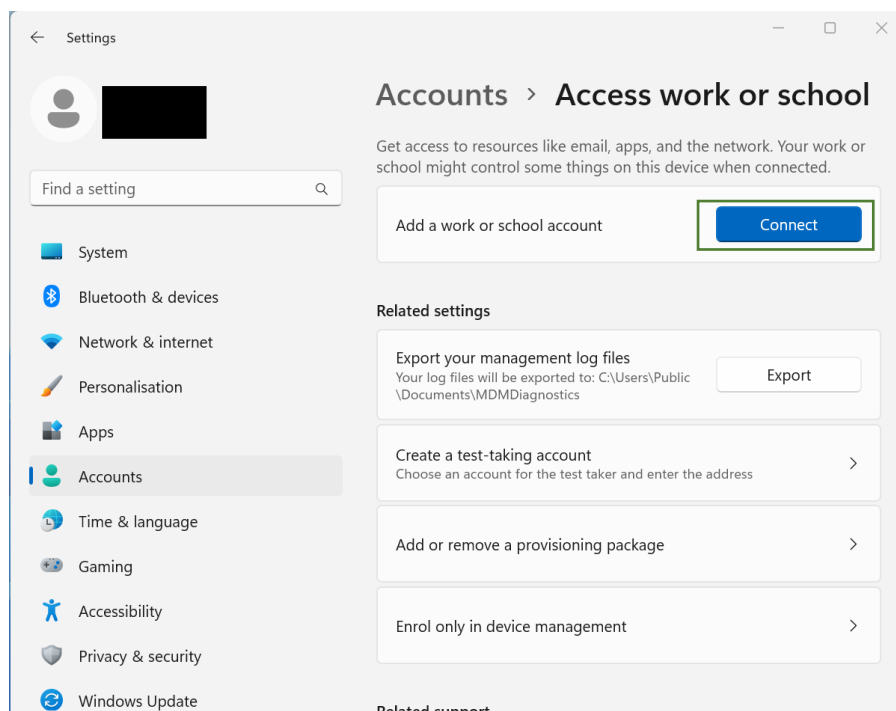 Settings
Accounts > Access work or school
Get access to resources like email, apps, and the network. Your work or
school might control some things on this device when connected.
Find a setting
Add a work or school account
Connect
System
Bluetooth & devices
Network & internet
Personalisation
Apps
Accounts
Time & language
Gaming
Accessibility
Privacy & security
Windows Update
Related settings
Export your management log files
Your log files will be exported to: C:\Users\Public
\Documents\MDMDiagnostics
Export
Create a test-taking account
Choose an account for the test taker and enter the address
Add or remove a provisioning package
Enrol only in device management
Related support